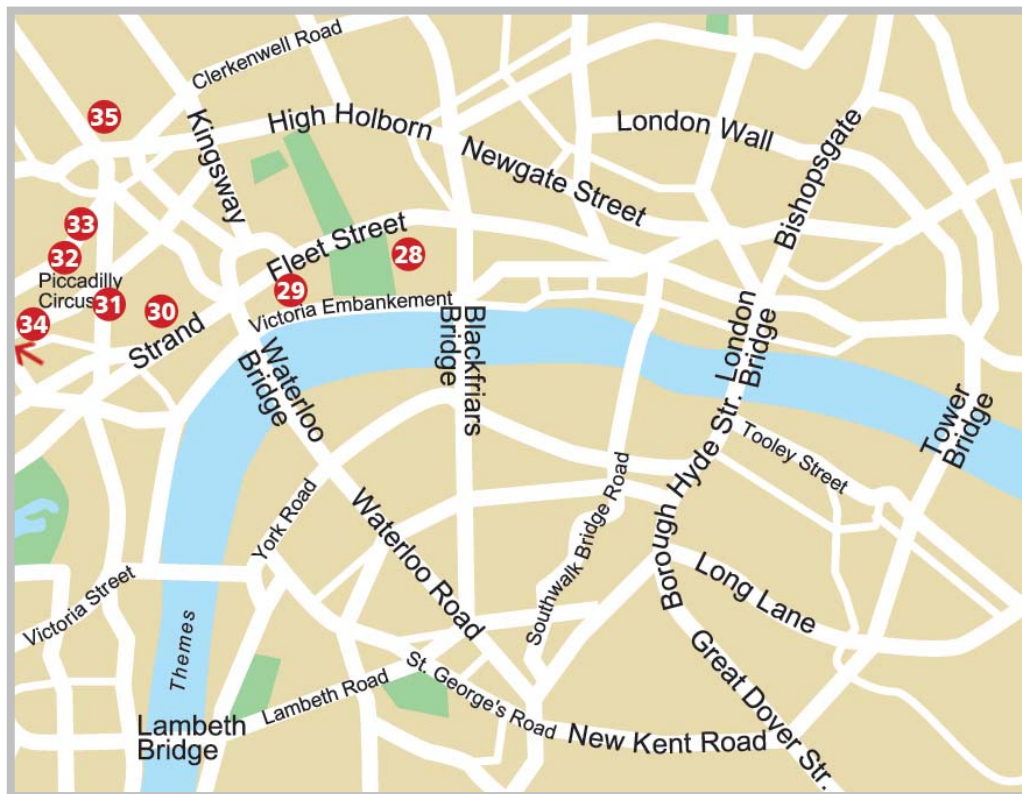 Clerkenwell Road
35
Kingsway
High Holborn
London Wall
Newgate Street
Bishopsgate
33
32
Piccadilly
Circus
31
30
34
Fleet Street
28
29
Victoria Embankement
Strand
Waterloo
Bridge
Blackfriars
Bridge
London
Bridge
Tower
Bridge
Borough Hyde Str.
Tooley Street
York Road
Waterloo Road
Southwalk Bridge Road
Long Lane
Victoria Street
Themes
Great Dover Str.
Lambeth Road
St. George's Road
New Kent Road
Lambeth
Bridge